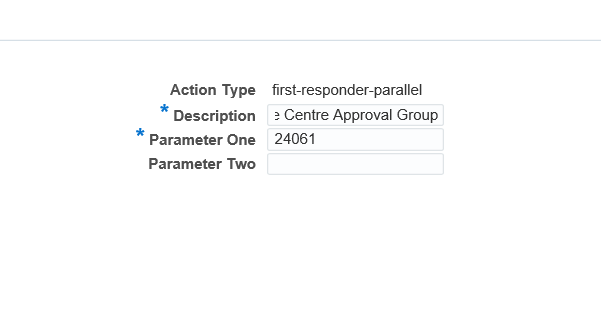 Action Type first-responder-parallel
* Description e Centre Approval Group
* Parameter One 24061
Parameter Two